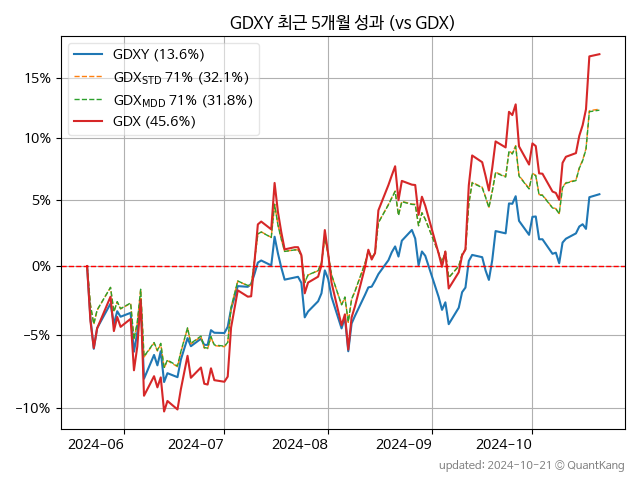 GDXY 최근 5개월 성과 (vs GDX)
GDXY (13.6%)
GDX_STD 71% (32.1%)
GDX_MDD 71% (31.8%)
GDX (45.6%)
15%
10%
5%
0%
−5%
−10%
2024-06 2024-07 2024-08 2024-09 2024-10
updated: 2024-10-21 © QuantKang